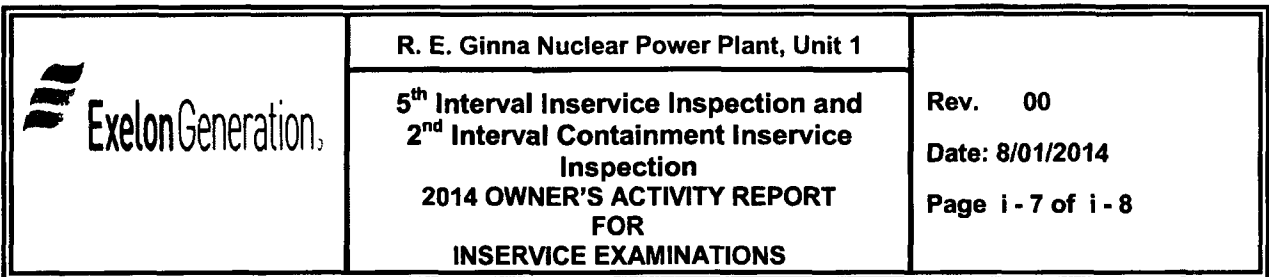 ExelonGeneration
R. E. Ginna Nuclear Power Plant, Unit 1
5th Interval Inservice Inspection and
2nd Interval Containment Inservice
Inspection
2014 OWNER'S ACTIVITY REPORT
FOR
INSERVICE EXAMINATIONS
Rev. 00
Date: 8/01/2014
Page i - 7 of i - 8